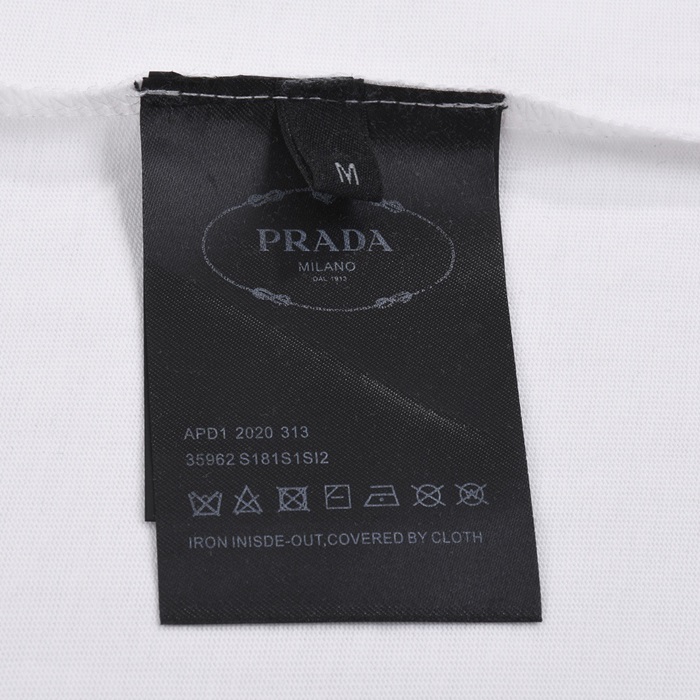 M
PRADA
MILANO
DAL 1913
APD1 2020 313
35962 S181S1SI2
IRON INISDE-OUT,COVERED BY CLOTH